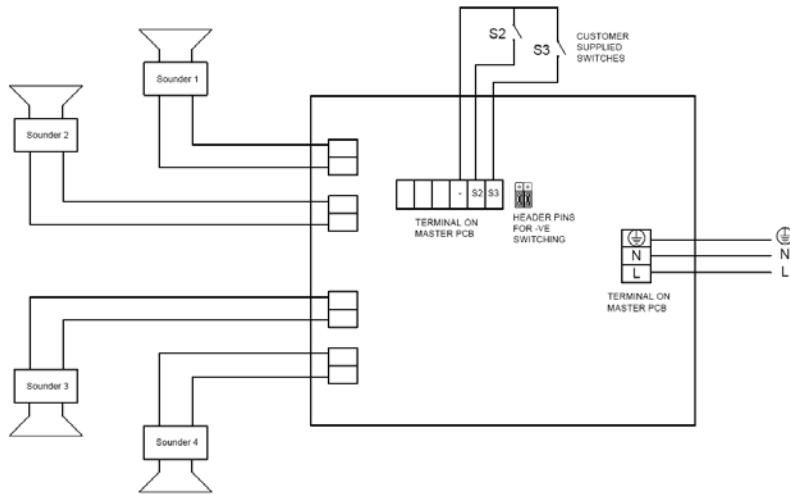 Sounder 1
Sounder 2
S2
S3
CUSTOMER
SUPPLIED
SWITCHES
- S2 S3
TERMINAL ON
MASTER PCB
HEADER PINS
FOR -VE
SWITCHING
N
L
TERMINAL ON
MASTER PCB
N
L
Sounder 3
Sounder 4